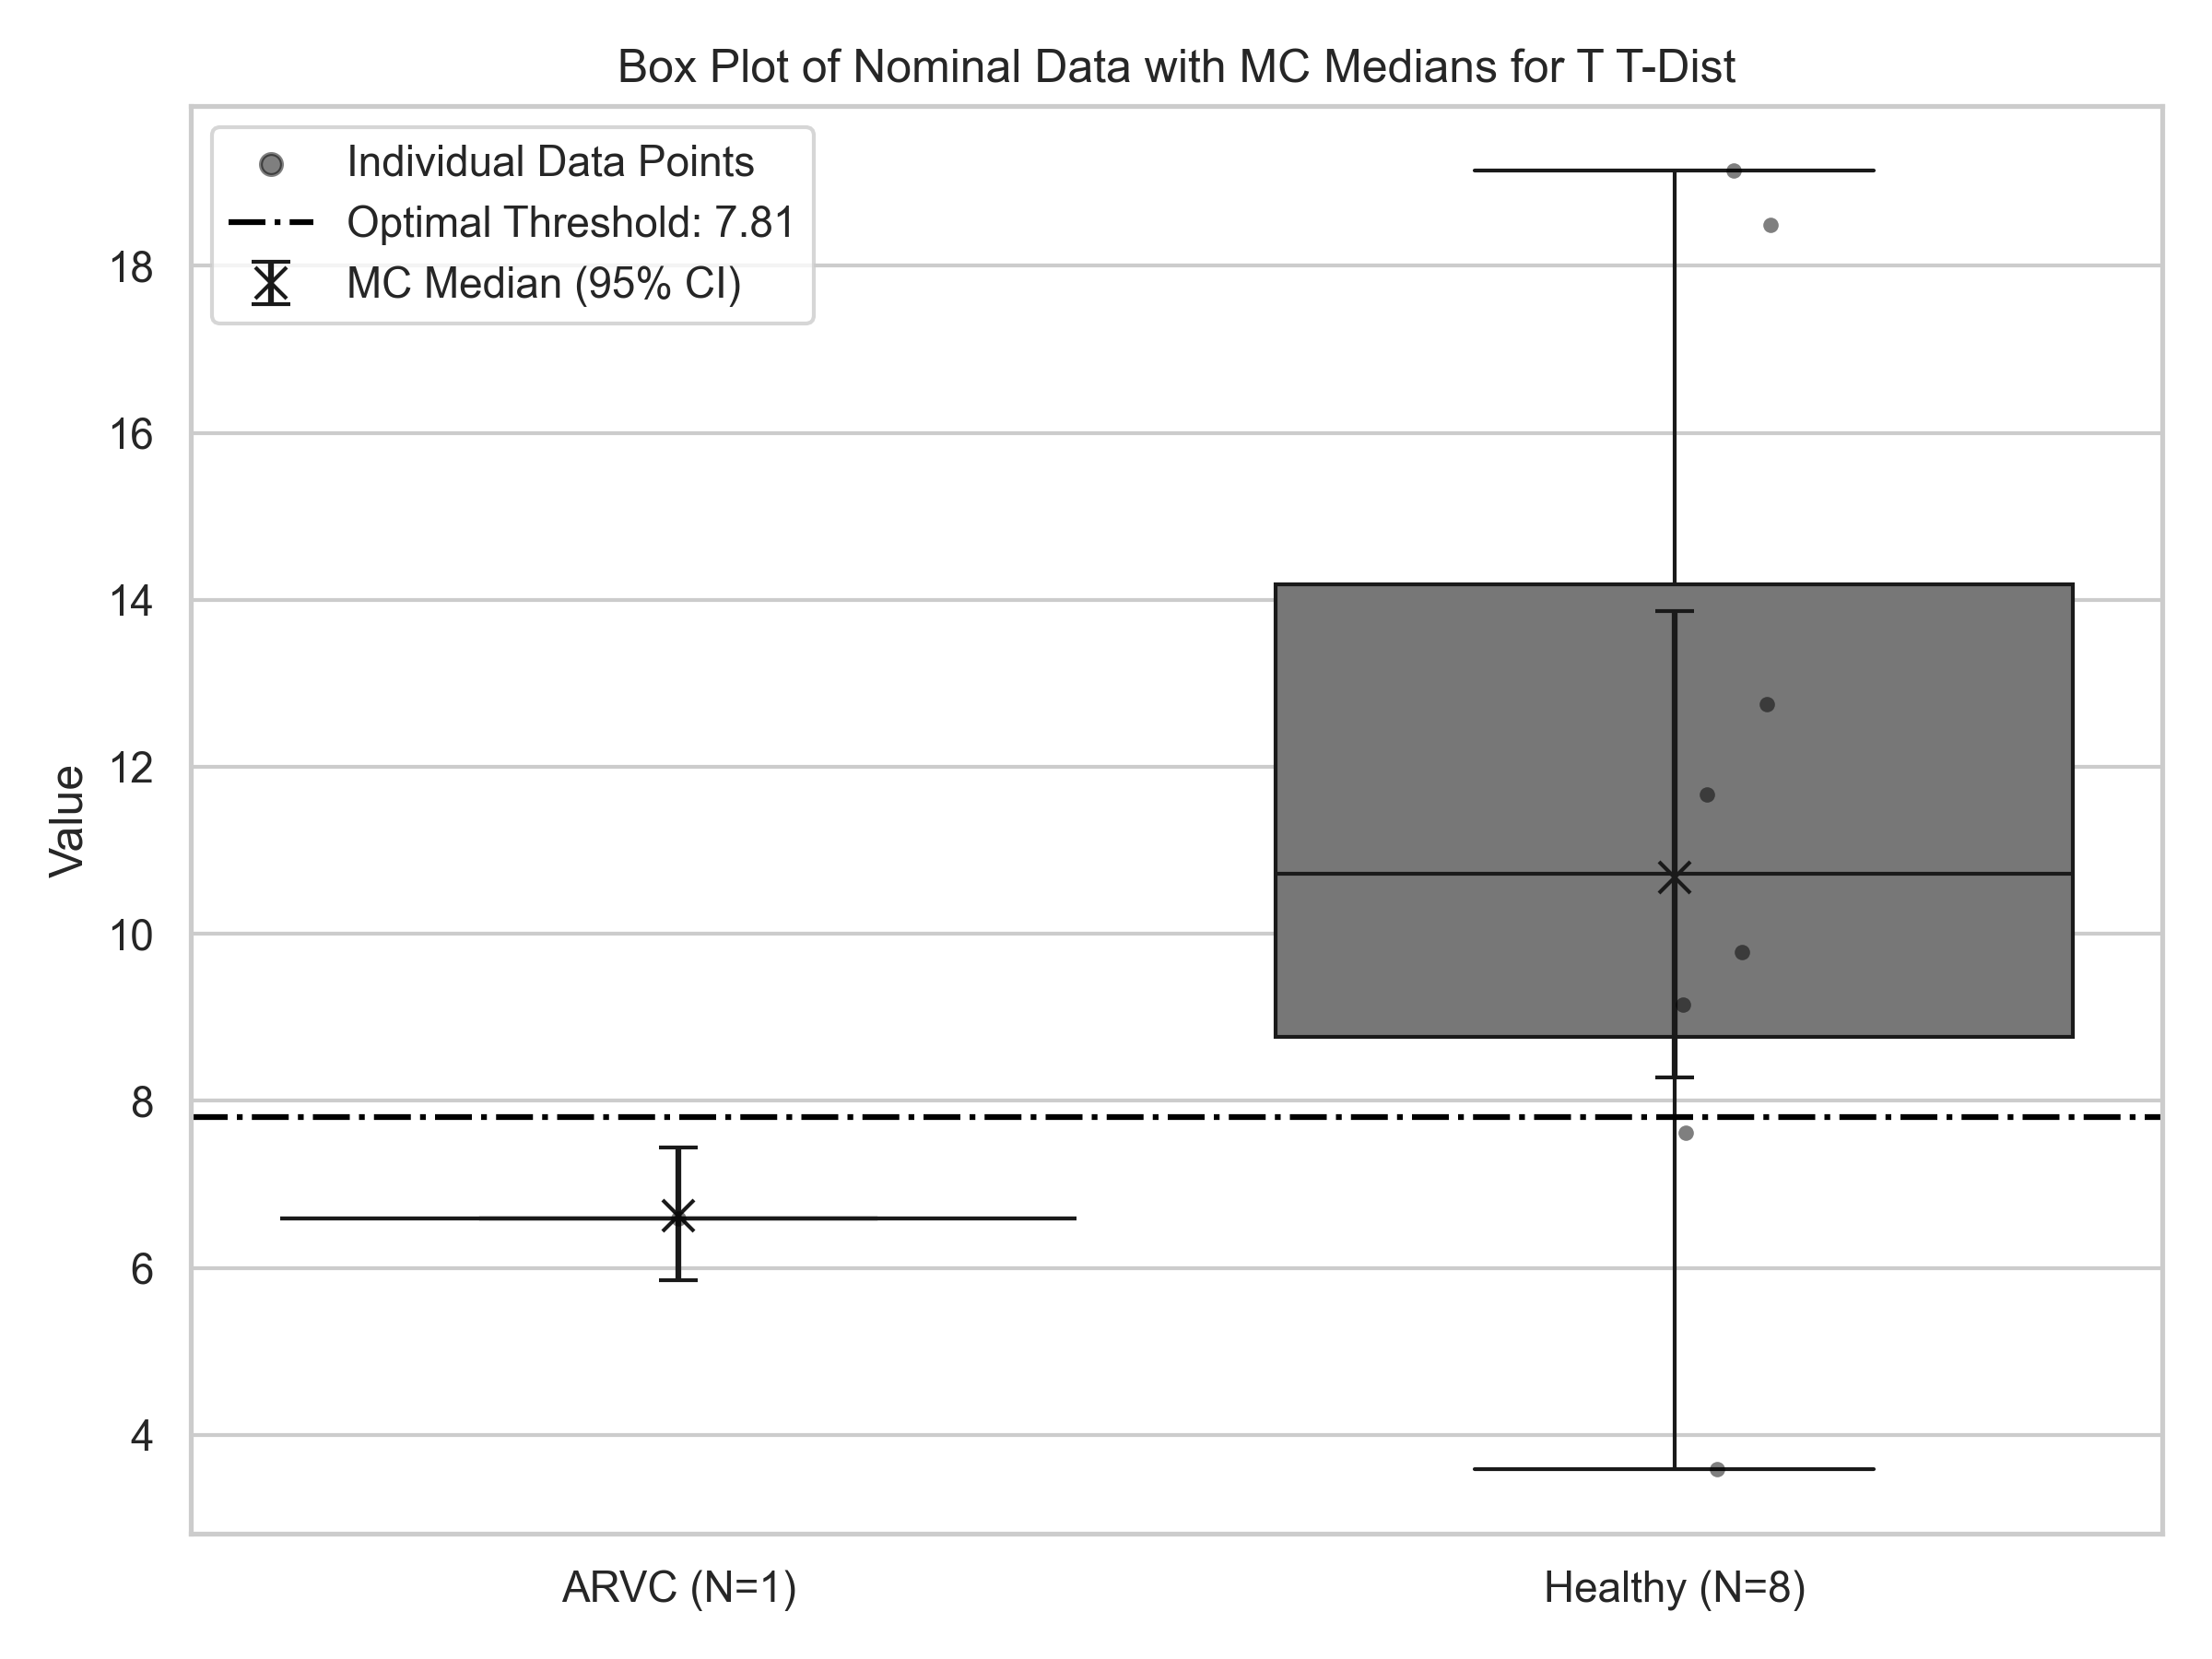 Box Plot of Nominal Data with MC Medians for T T-Dist
Individual Data Points
Optimal Threshold: 7.81
MC Median (95% CI)
Value
18
16
14
12
10
8
6
4
ARVC (N=1)
Healthy (N=8)